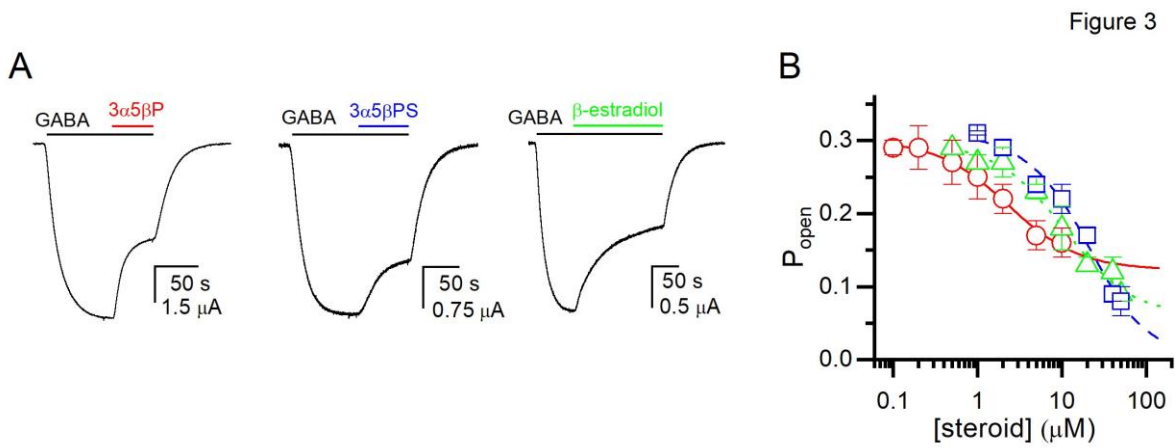 Figure 3
A
GABA 3α5βP
50 s
1.5 µA
GABA 3α5βPS
50 s
0.75 µA
GABA β-estradiol
50 s
0.5 µA
B
Popen
0.3
0.2
0.1
0.0
0.1 1 10 100
[steroid] (µM)